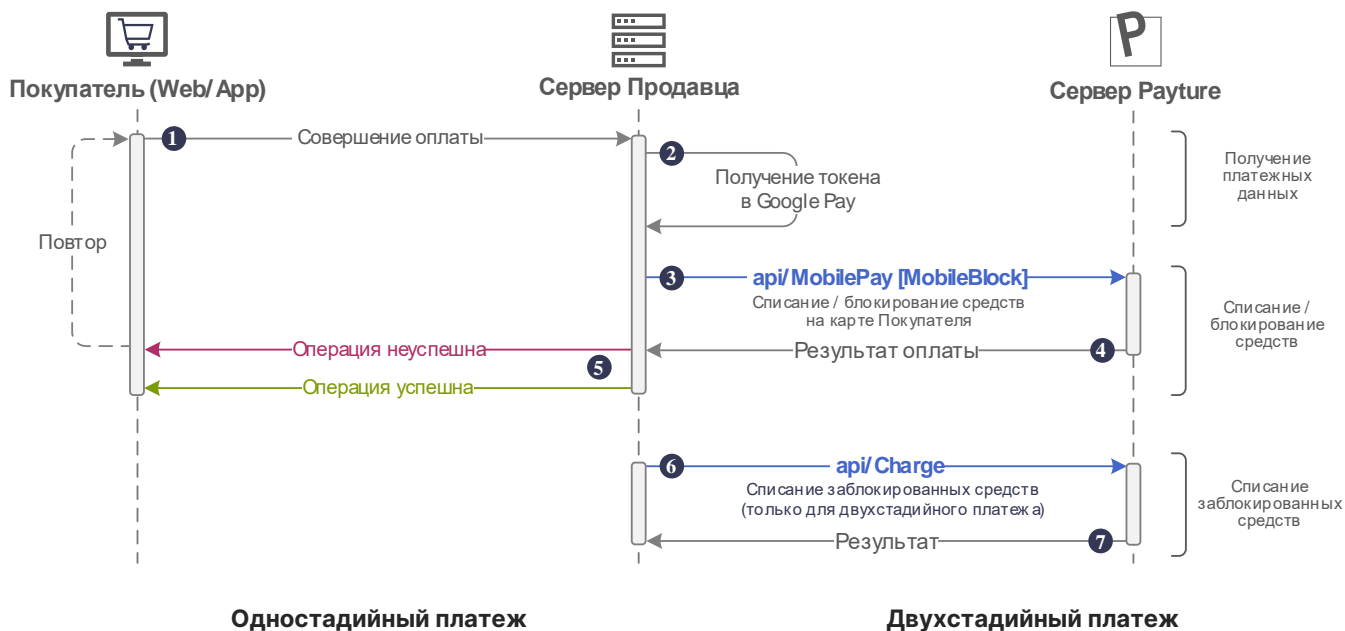 P
Покупатель (Web/App)
Сервер Продавца
Сервер Payture
1
Совершение оплаты
2
Получение токена
в Google Pay
Получение
платежных
данных
Повтор
3
api/MobilePay [MobileBlock]
Списание / блокирование средств
на карте Покупателя
Списание /
блокирование
средств
Операция неуспешна
Результат оплаты
4
5
Операция успешна
6
api/Charge
Списание заблокированных средств
(только для двухстадийного платежа)
Списание
заблокированных
средств
Результат
7
Одностадийный платеж
Двухстадийный платеж